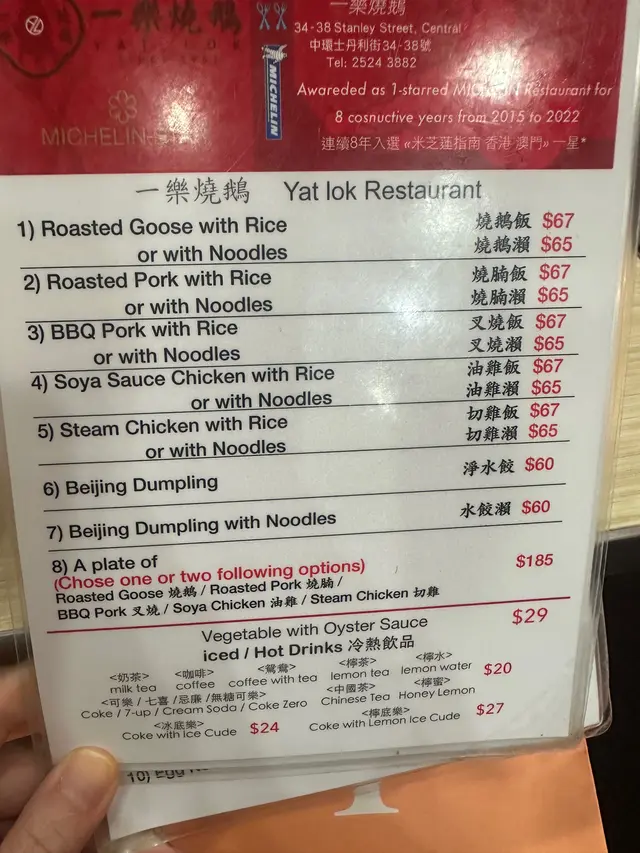 一樂燒鵝
一樂燒鵝
34-38 Stanley Street, Central
中環士丹利街34-38號
Tel: 2524 3882
MICHELIN
Awareded as 1-starred MICHELIN Restaurant for
8 cosnuctive years from 2015 to 2022
MICHELIN
連續8年入選 «米芝蓮指南 香港 澳門» 一星*
一樂燒鵝 Yat lok Restaurant
1) Roasted Goose with Rice 燒鵝飯 $67
or with Noodles 燒鵝瀨 $65
2) Roasted Pork with Rice 燒腩飯 $67
or with Noodles 燒腩瀨 $65
3) BBQ Pork with Rice 叉燒飯 $67
or with Noodles 叉燒瀨 $65
4) Soya Sauce Chicken with Rice 油雞飯 $67
or with Noodles 油雞瀨 $65
5) Steam Chicken with Rice 切雞飯 $67
or with Noodles 切雞瀨 $65
6) Beijing Dumpling 淨水餃 $60
7) Beijing Dumpling with Noodles 水餃瀨 $60
8) A plate of $185
(Chose one or two following options)
Roasted Goose 燒鵝 / Roasted Pork 燒腩 /
BBQ Pork 叉燒 / Soya Chicken 油雞 / Steam Chicken 切雞
Vegetable with Oyster Sauce $29
iced / Hot Drinks 冷熱飲品
<奶茶> <咖啡> <鴛鴦> <檸茶> <檸水>
milk tea coffee coffee with tea lemon tea lemon water $20
<可樂 / 七喜 / 忌廉 / 無糖可樂> <中國茶> <檸蜜>
Coke / 7-up / Cream Soda / Coke Zero Chinese Tea Honey Lemon
<冰底樂> <檸底樂>
Coke with Ice Cude $24 Coke with Lemon Ice Cude $27
10) Egg